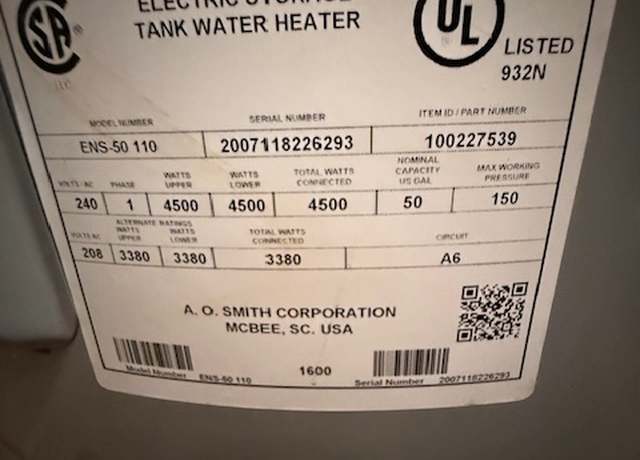 ELECTRIC STORAGE
TANK WATER HEATER
SA
UL
LISTED
932N
MODEL NUMBER SERIAL NUMBER ITEM ID / PART NUMBER
ENS-50 110 2007118226293 100227539
VOLTS / AC PHASE WATTS UPPER WATTS LOWER TOTAL WATTS CONNECTED NOMINAL CAPACITY US GAL MAX WORKING PRESSURE
240 1 4500 4500 4500 50 150
ALTERNATE RATINGS
VOLTS AC WATTS UPPER WATTS LOWER TOTAL WATTS CONNECTED CIRCUIT
208 3380 3380 3380 A6
A. O. SMITH CORPORATION
MCBEE, SC. USA
1600
Model Number ENS-50 110 Serial Number 2007118226293